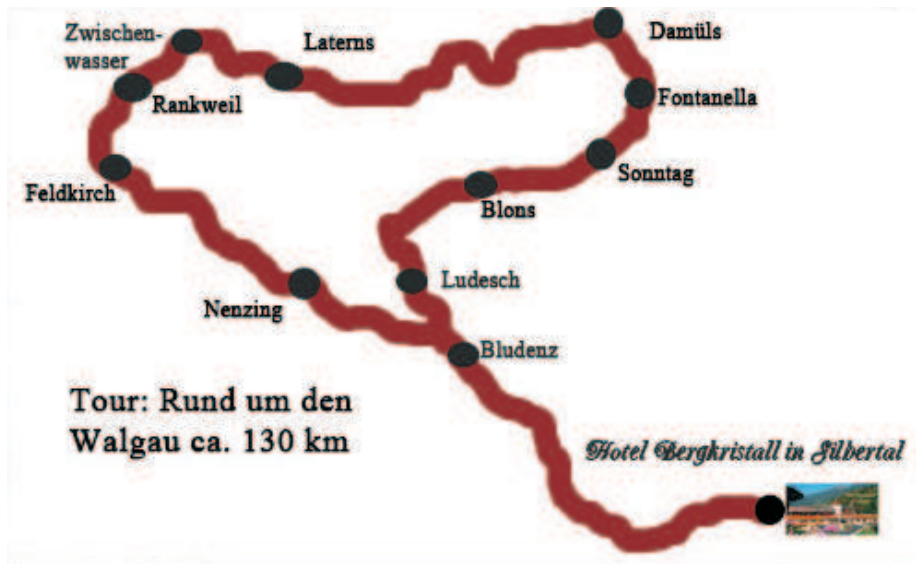 Zwischen-
wasser
Laterns
Damüls
Rankweil
Fontanella
Feldkirch
Sonntag
Blons
Nenzing
Ludesch
Bludenz
Tour: Rund um den
Walgau ca. 130 km
Hotel Bergkristall in Silbertal